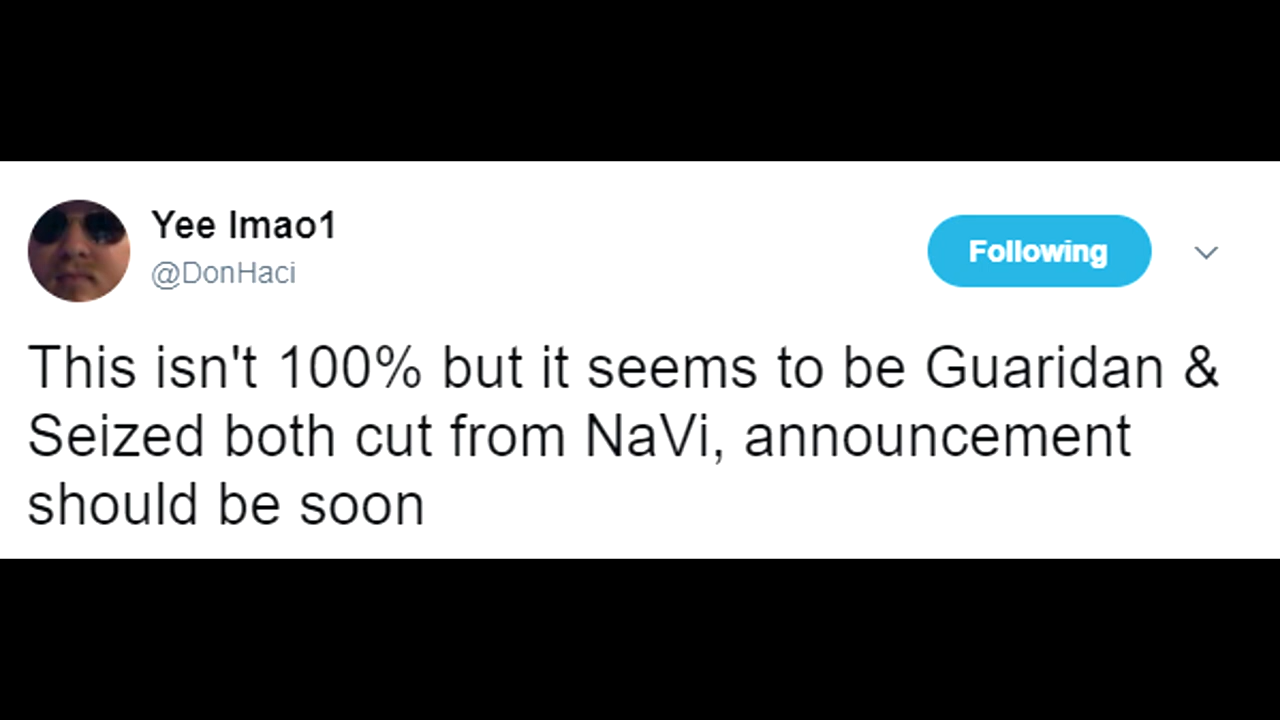 Yee lmao1
@DonHaci
Following
This isn't 100% but it seems to be Guaridan &
Seized both cut from NaVi, announcement
should be soon